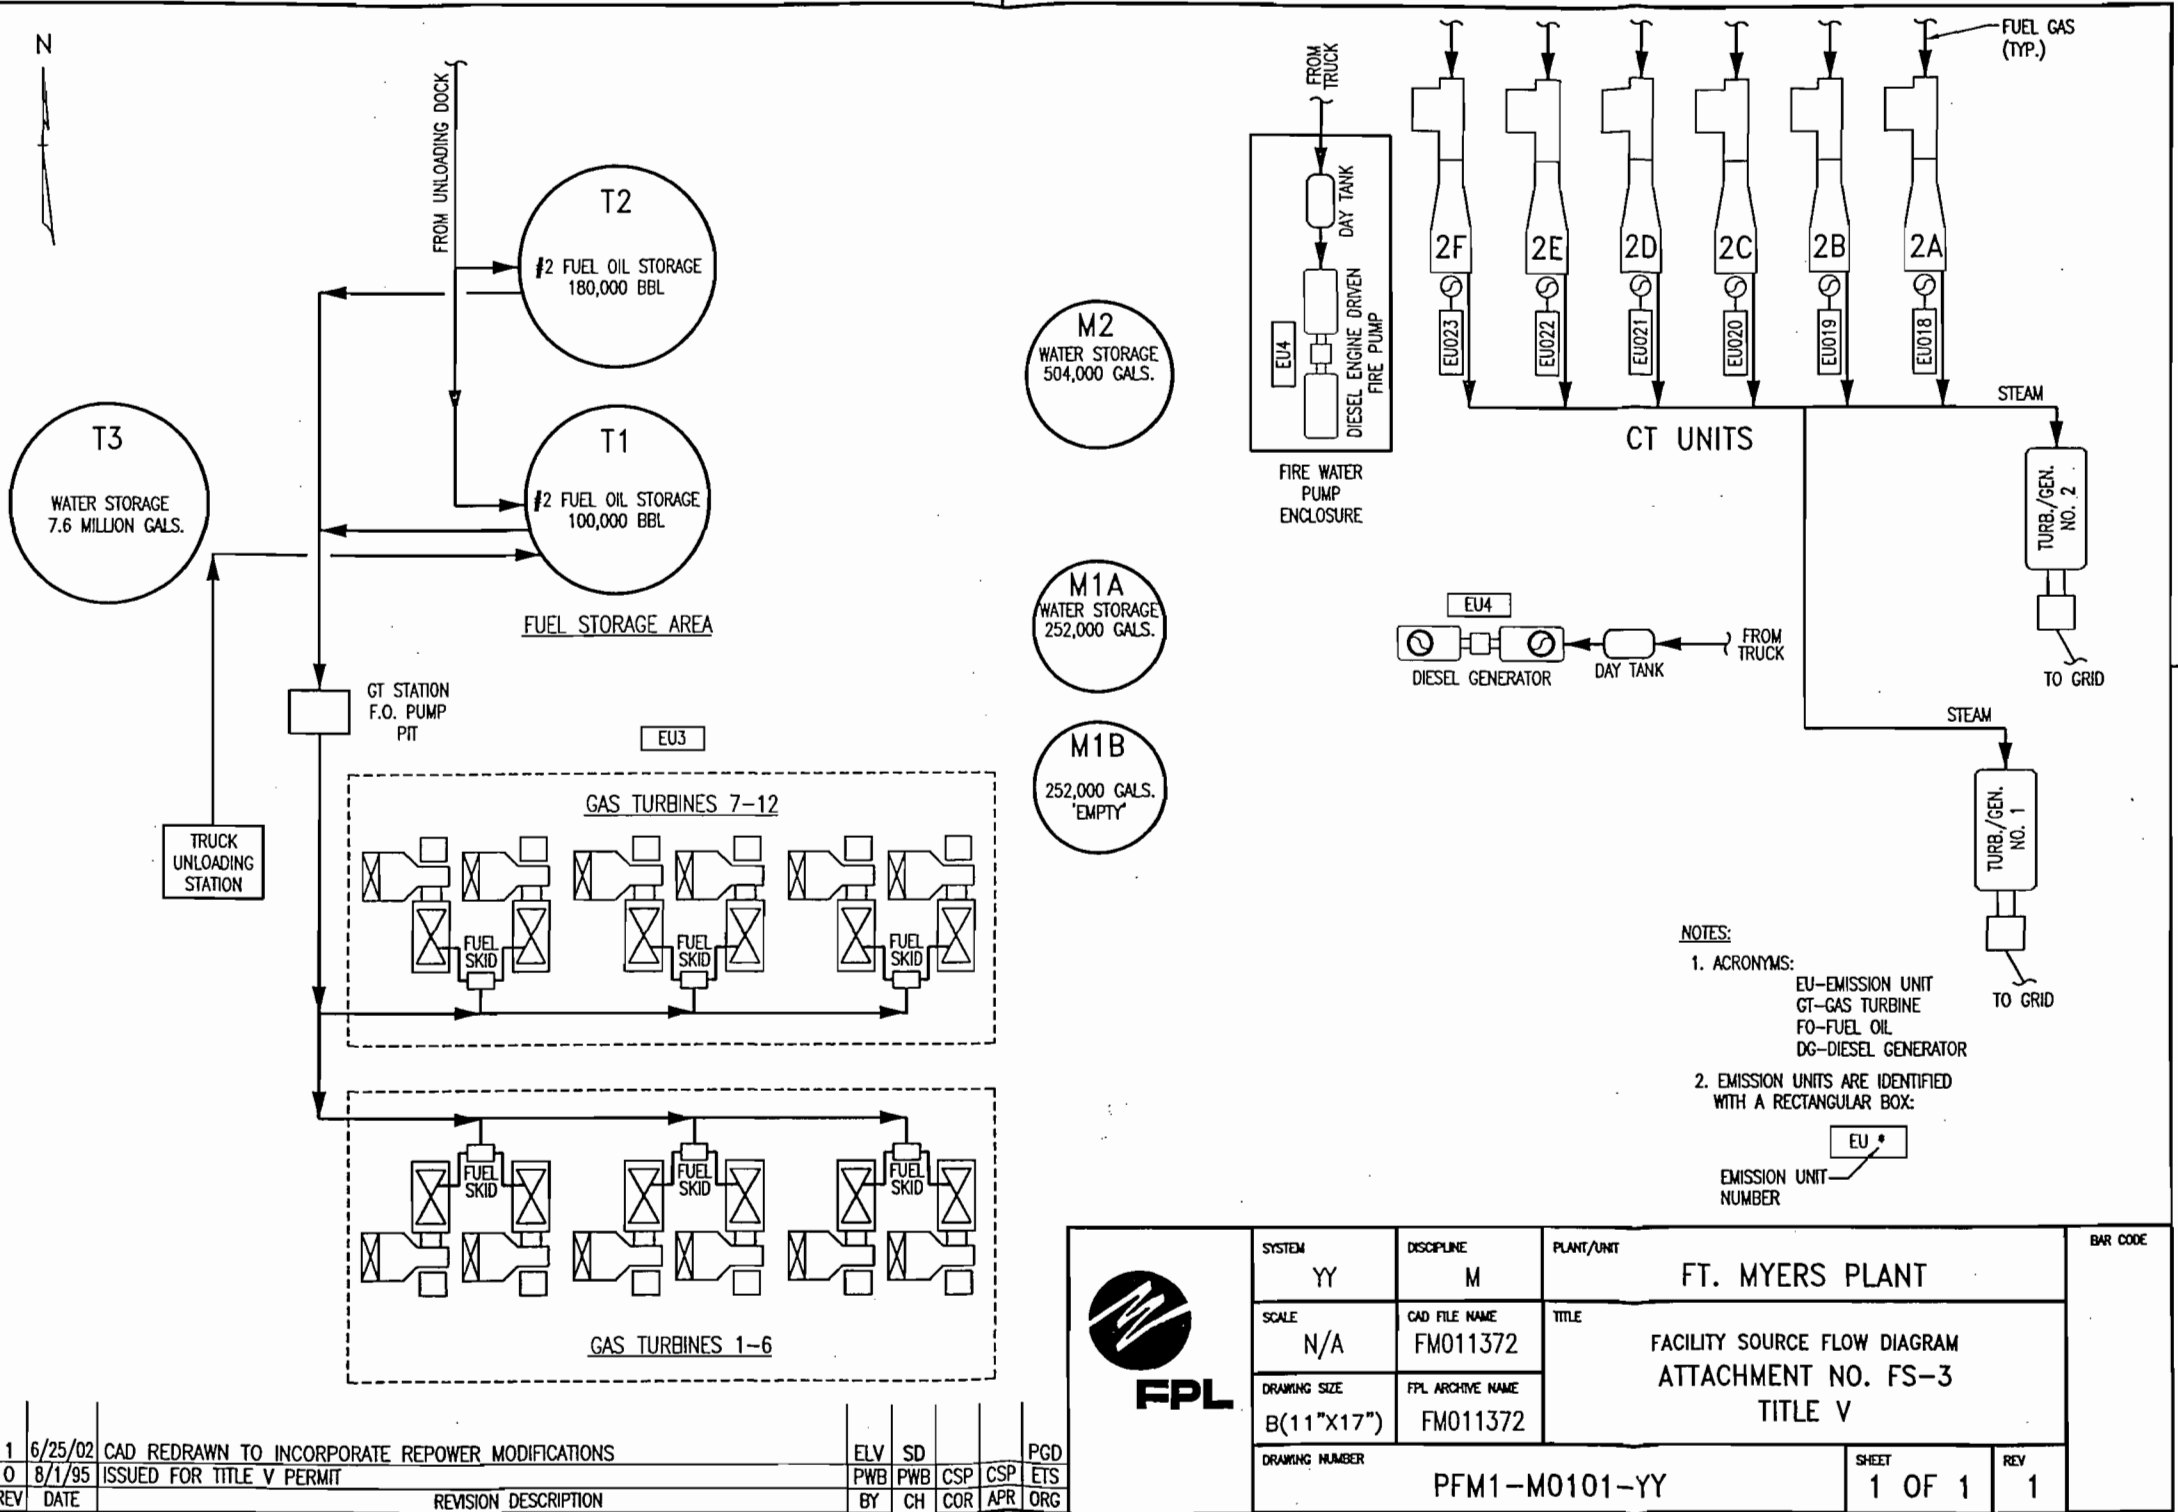 N
FROM UNLOADING DOCK
T2
#2 FUEL OIL STORAGE
180,000 BBL
T1
#2 FUEL OIL STORAGE
100,000 BBL
FUEL STORAGE AREA
T3
WATER STORAGE
7.6 MILLION GALS.
GT STATION
F.O. PUMP
PIT
TRUCK
UNLOADING
STATION
EU3
GAS TURBINES 7-12
FUEL
SKID
FUEL
SKID
FUEL
SKID
FUEL
SKID
FUEL
SKID
FUEL
SKID
GAS TURBINES 1-6
M2
WATER STORAGE
504,000 GALS.
M1A
WATER STORAGE
252,000 GALS.
M1B
252,000 GALS.
'EMPTY'
FROM
TRUCK
DAY TANK
EU4
DIESEL ENGINE DRIVEN
FIRE PUMP
FIRE WATER
PUMP
ENCLOSURE
FUEL GAS
(TYP.)
2F
2E
2D
2C
2B
2A
EU023
EU022
EU021
EU020
EU019
EU018
STEAM
CT UNITS
TURB./GEN.
NO. 2
TO GRID
EU4
DIESEL GENERATOR
DAY TANK
FROM
TRUCK
STEAM
TURB./GEN.
NO. 1
TO GRID
NOTES:
1. ACRONYMS:
EU-EMISSION UNIT
GT-GAS TURBINE
FO-FUEL OIL
DG-DIESEL GENERATOR
2. EMISSION UNITS ARE IDENTIFIED
WITH A RECTANGULAR BOX:
EU *
EMISSION UNIT
NUMBER
FPL
SYSTEM
YY
DISCIPLINE
M
PLANT/UNIT
FT. MYERS PLANT
BAR CODE
SCALE
N/A
CAD FILE NAME
FM011372
TITLE
FACILITY SOURCE FLOW DIAGRAM
ATTACHMENT NO. FS-3
TITLE V
DRAWING SIZE
B(11"X17")
FPL ARCHIVE NAME
FM011372
DRAWING NUMBER
PFM1-M0101-YY
SHEET
1 OF 1
REV
1
1 6/25/02 CAD REDRAWN TO INCORPORATE REPOWER MODIFICATIONS ELV SD PGD
0 8/1/95 ISSUED FOR TITLE V PERMIT PWB PWB CSP CSP ETS
REV DATE REVISION DESCRIPTION BY CH COR APR ORG